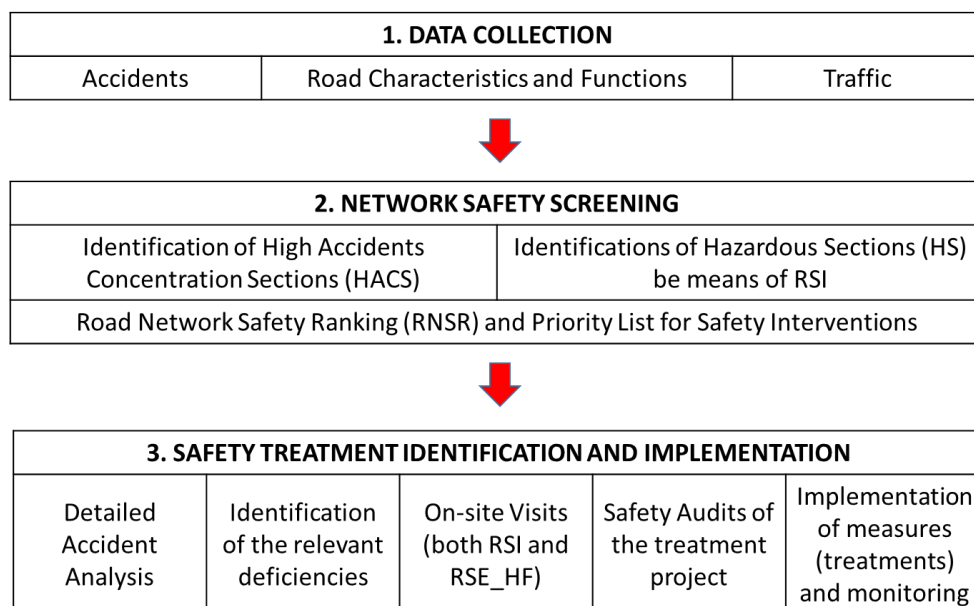 1. DATA COLLECTION
Accidents
Road Characteristics and Functions
Traffic
2. NETWORK SAFETY SCREENING
Identification of High Accidents
Concentration Sections (HACS)
Identifications of Hazardous Sections (HS)
be means of RSI
Road Network Safety Ranking (RNSR) and Priority List for Safety Interventions
3. SAFETY TREATMENT IDENTIFICATION AND IMPLEMENTATION
Detailed
Accident
Analysis
Identification
of the relevant
deficiencies
On-site Visits
(both RSI and
RSE_HF)
Safety Audits of
the treatment
project
Implementation
of measures
(treatments)
and monitoring